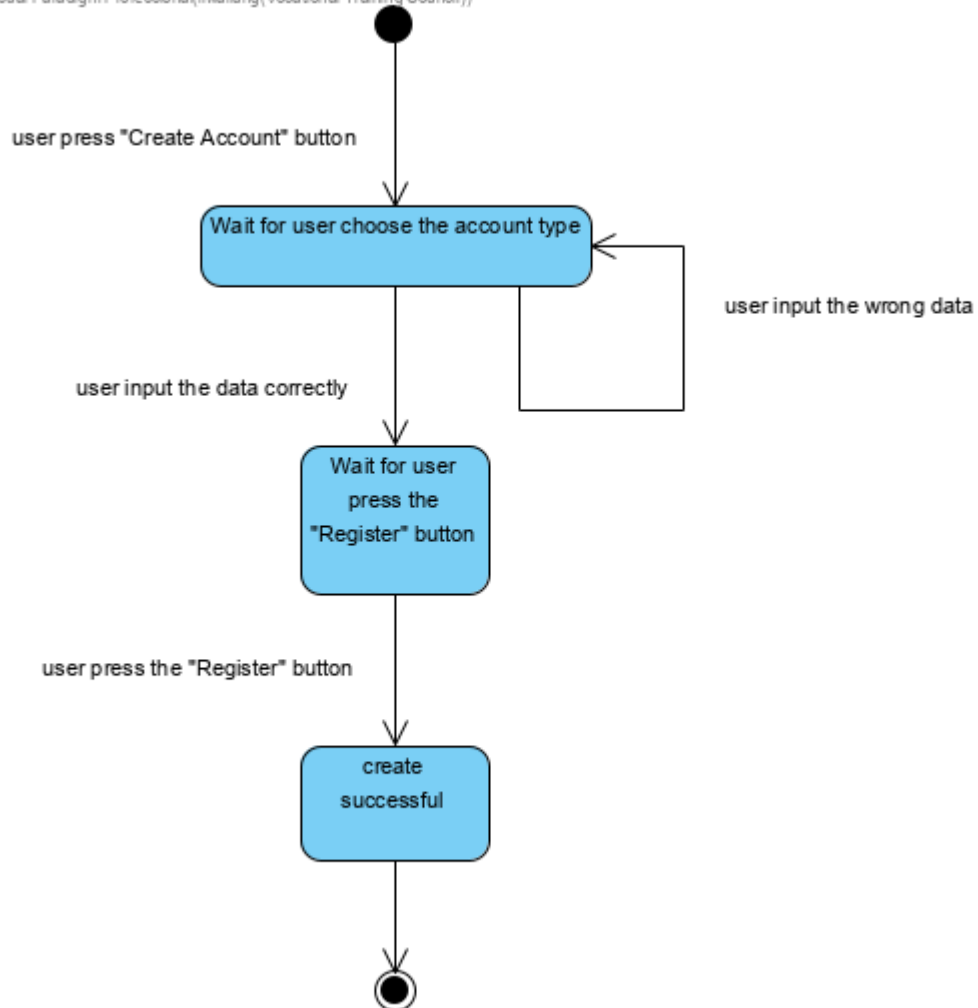 user press "Create Account" button
Wait for user choose the account type
user input the wrong data
user input the data correctly
Wait for user
press the
"Register" button
user press the "Register" button
create
successful